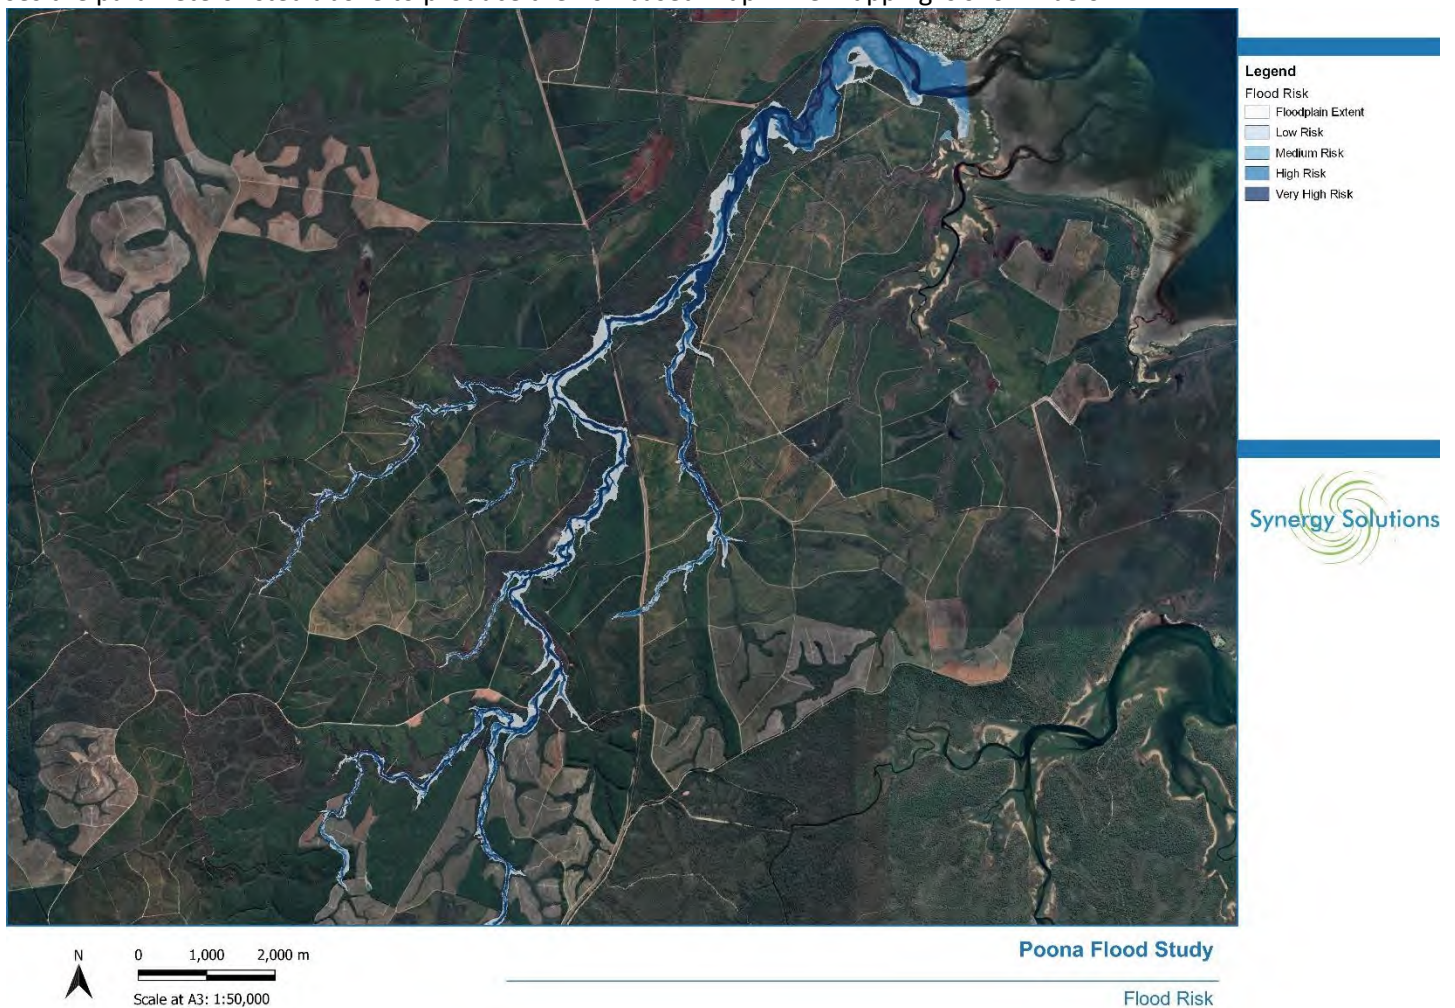 Legend
Flood Risk
Floodplain Extent
Low Risk
Medium Risk
High Risk
Very High Risk
Synergy Solutions
N
0 1,000 2,000 m
Scale at A3: 1:50,000
Poona Flood Study
Flood Risk